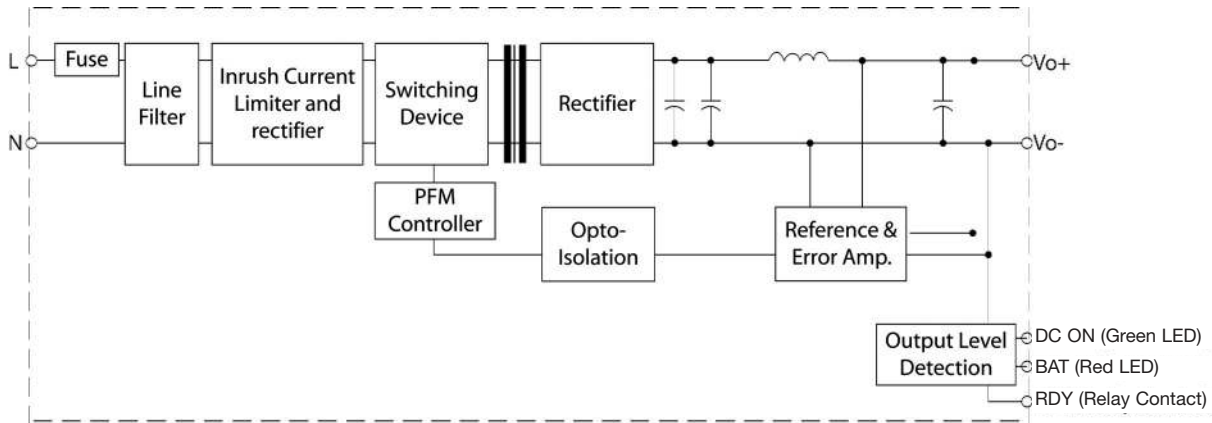 L
Fuse
Line
Filter
Inrush Current
Limiter and
rectifier
Switching
Device
Rectifier
Vo+
N
Vo-
PFM
Controller
Opto-
Isolation
Reference &
Error Amp.
Output Level
Detection
DC ON (Green LED)
BAT (Red LED)
RDY (Relay Contact)